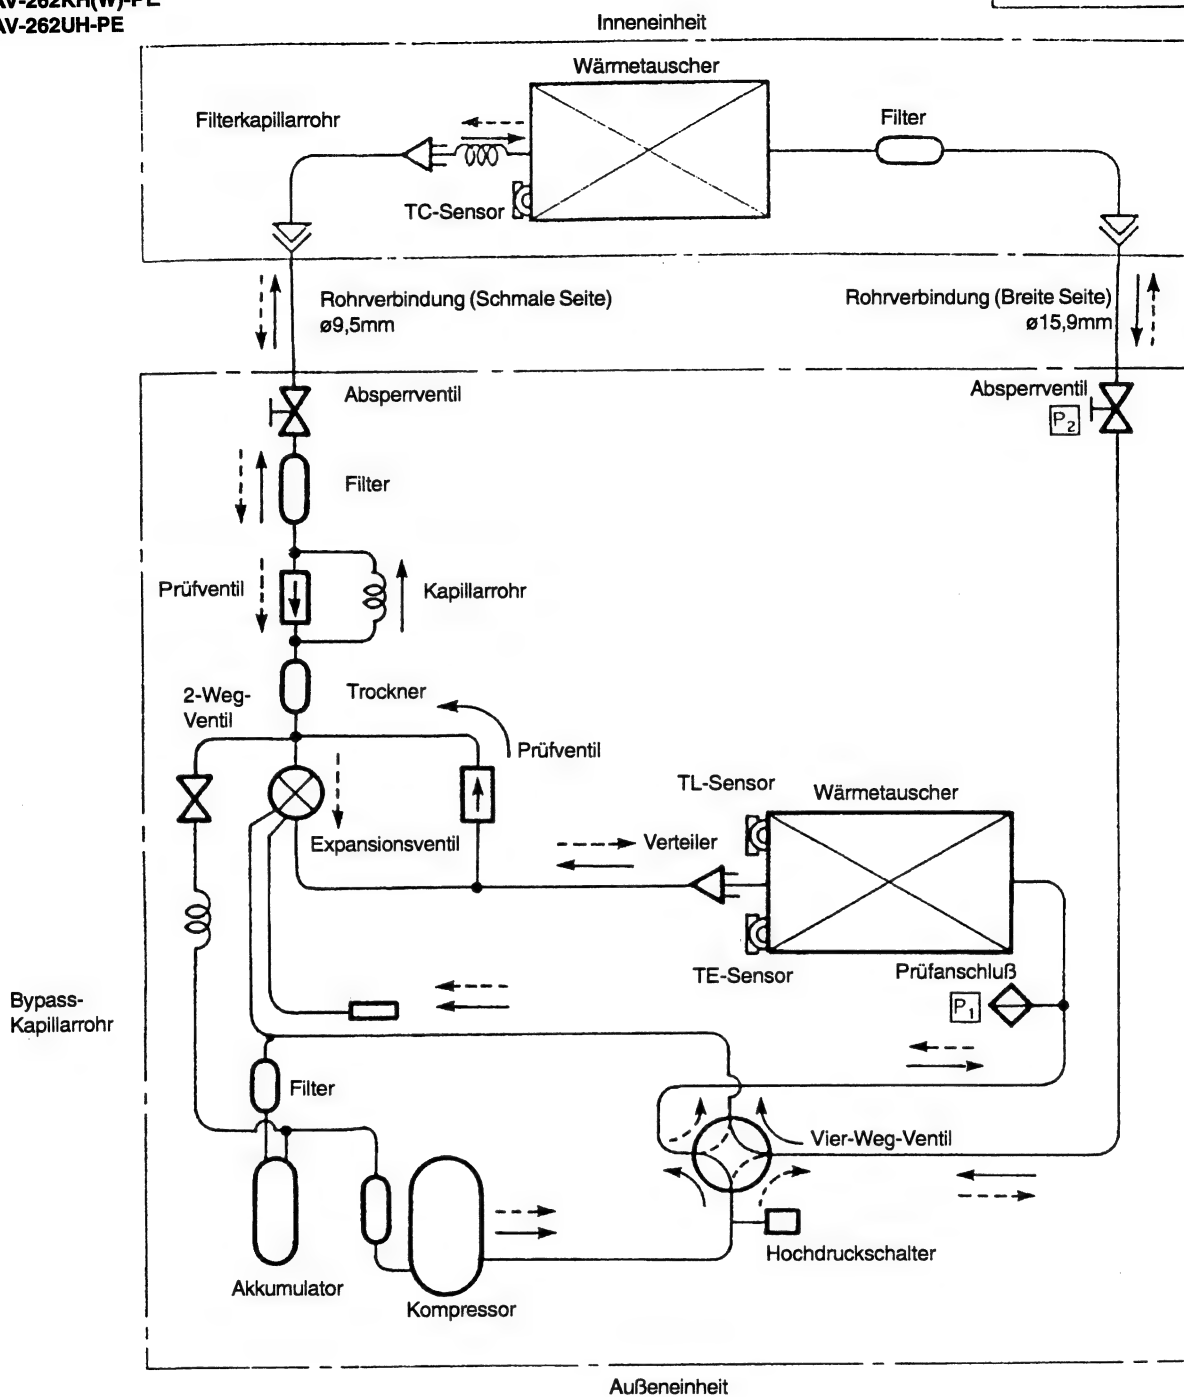 AV-262UH-PE
Inneneinheit
Wärmetauscher
Filterkapillarrohr
Filter
TC-Sensor
Rohrverbindung (Schmale Seite)
ø9,5mm
Rohrverbindung (Breite Seite)
ø15,9mm
Absperrventil
Absperrventil
P2
Filter
Prüfventil
Kapillarrohr
2-Weg-
Ventil
Trockner
Prüfventil
TL-Sensor
Wärmetauscher
Expansionsventil
Verteiler
TE-Sensor
Prüfanschluß
P1
Bypass-
Kapillarrohr
Filter
Vier-Weg-Ventil
Hochdruckschalter
Akkumulator
Kompressor
Außeneinheit